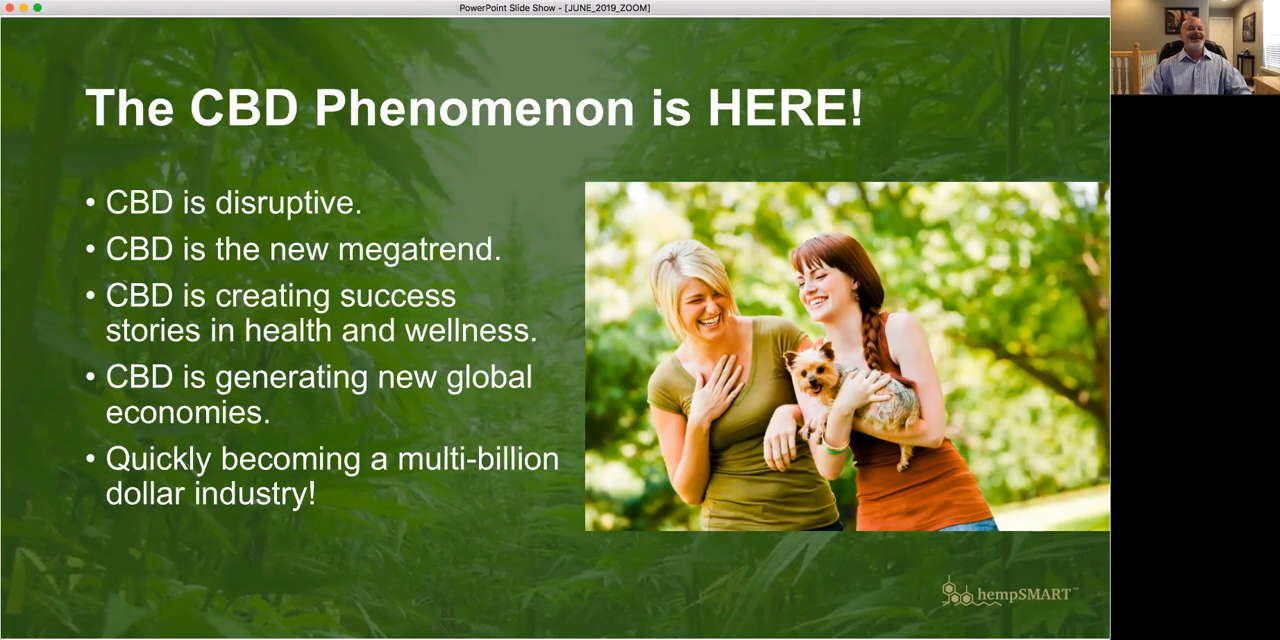 PowerPoint Slide Show - [JUNE_2019_ZOOM]
The CBD Phenomenon is HERE!
• CBD is disruptive.
• CBD is the new megatrend.
• CBD is creating success
stories in health and wellness.
• CBD is generating new global
economies.
• Quickly becoming a multi-billion
dollar industry!
hempSMART™